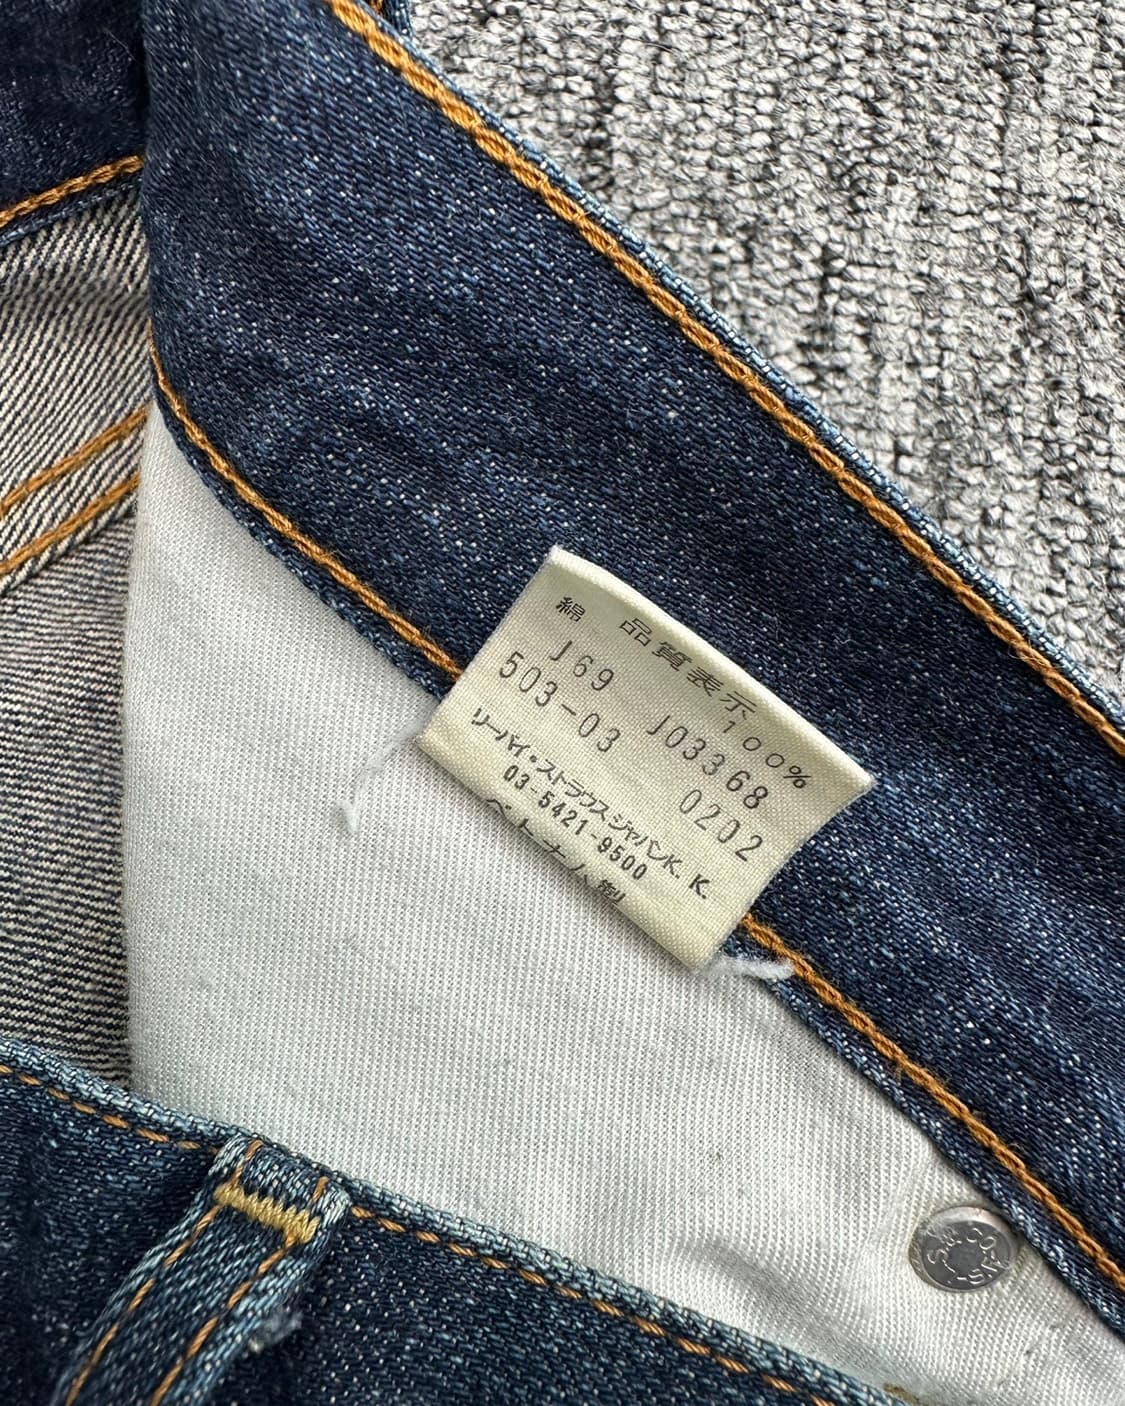 品質表示
綿 100%
J69 J03368
503-03 0202
リーバイ・ストラウスジャパンK.K.
03-5421-9500
ベトナム製
L.S.&CO.